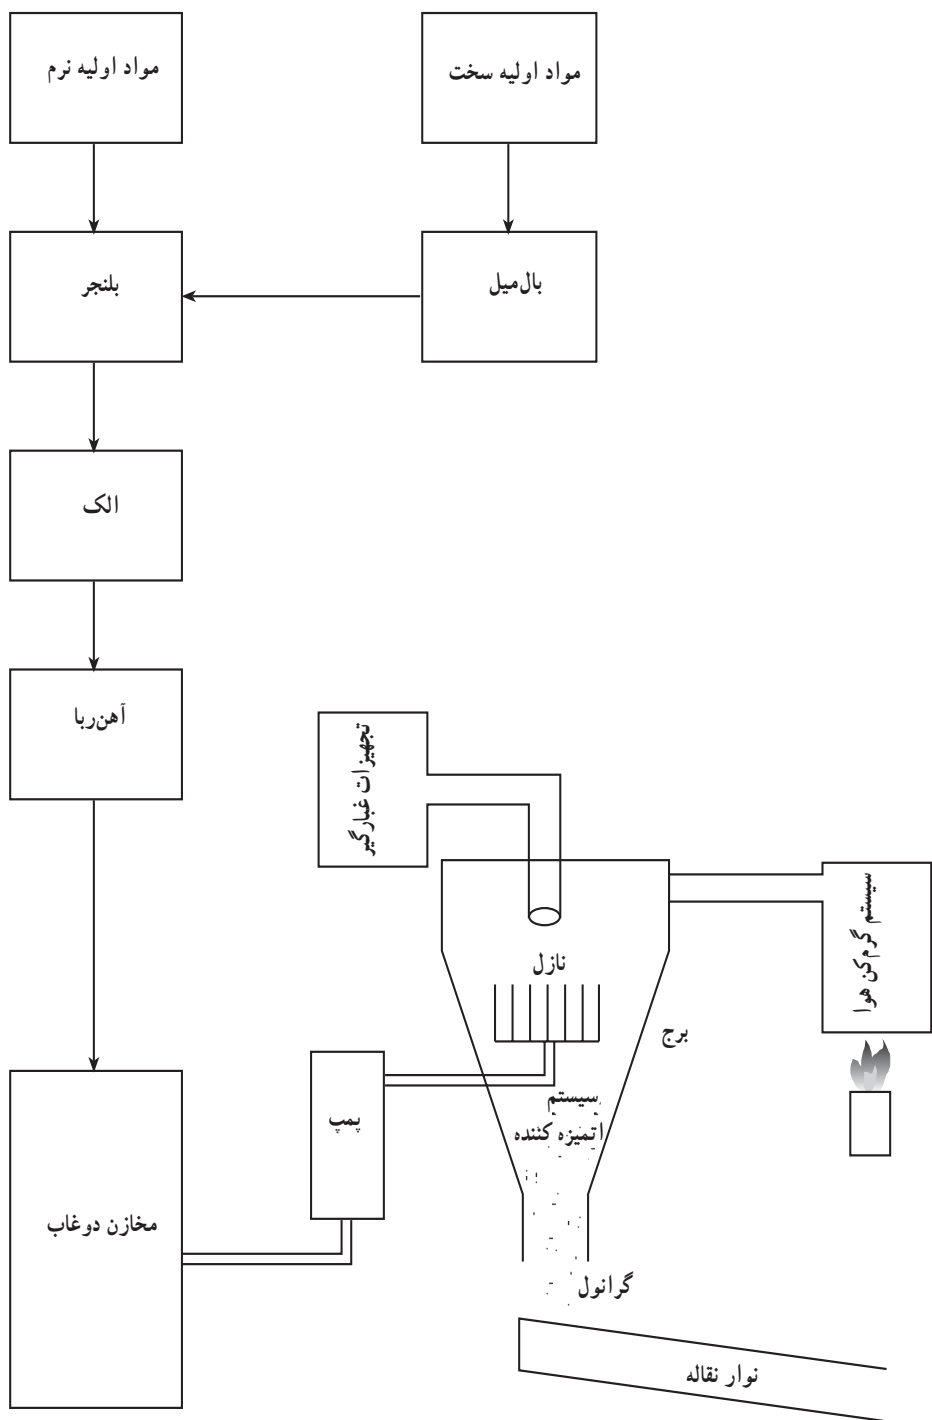 مواد اولیه سخت
مواد اولیه نرم
بال‌میل
بلنجر
الک
آهن‌ربا
تجهیزات غبارگیر
سیستم گرم‌کن هوا
نازل
برج
سیستم
اتمیزه کننده
پمپ
مخازن دوغاب
گرانول
نوار نقاله